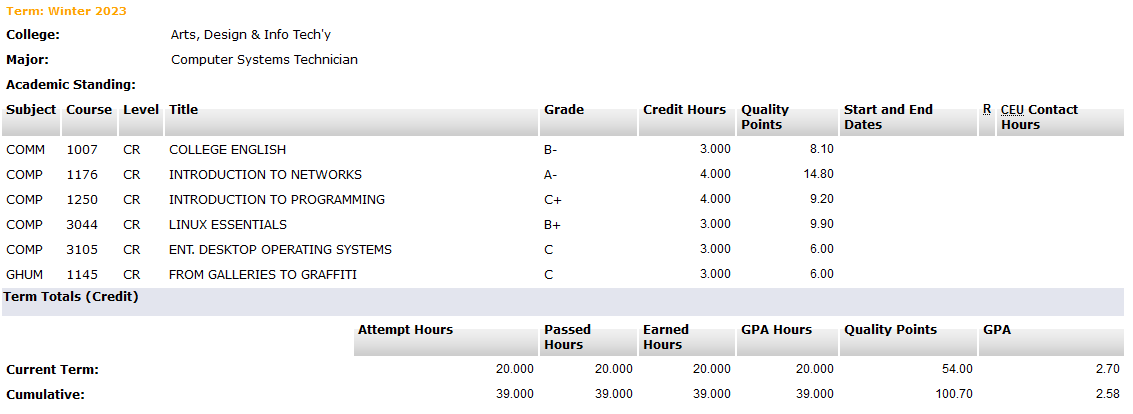 Term: Winter 2023
College: Arts, Design & Info Tech'y
Major: Computer Systems Technician
Academic Standing:
Subject Course Level Title Grade Credit Hours Quality Points Start and End Dates R CEU Contact Hours
COMM 1007 CR COLLEGE ENGLISH B- 3.000 8.10
COMP 1176 CR INTRODUCTION TO NETWORKS A- 4.000 14.80
COMP 1250 CR INTRODUCTION TO PROGRAMMING C+ 4.000 9.20
COMP 3044 CR LINUX ESSENTIALS B+ 3.000 9.90
COMP 3105 CR ENT. DESKTOP OPERATING SYSTEMS C 3.000 6.00
GHUM 1145 CR FROM GALLERIES TO GRAFFITI C 3.000 6.00
Term Totals (Credit)
Attempt Hours Passed Hours Earned Hours GPA Hours Quality Points GPA
Current Term: 20.000 20.000 20.000 20.000 54.00 2.70
Cumulative: 39.000 39.000 39.000 39.000 100.70 2.58